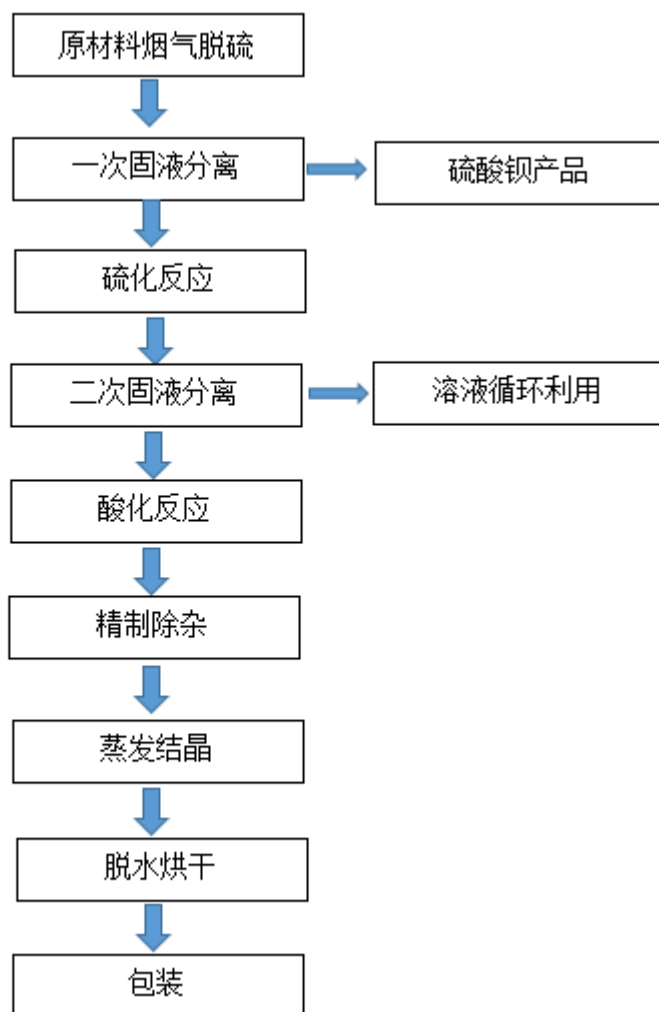 原材料烟气脱硫
一次固液分离
硫酸钡产品
硫化反应
二次固液分离
溶液循环利用
酸化反应
精制除杂
蒸发结晶
脱水烘干
包装